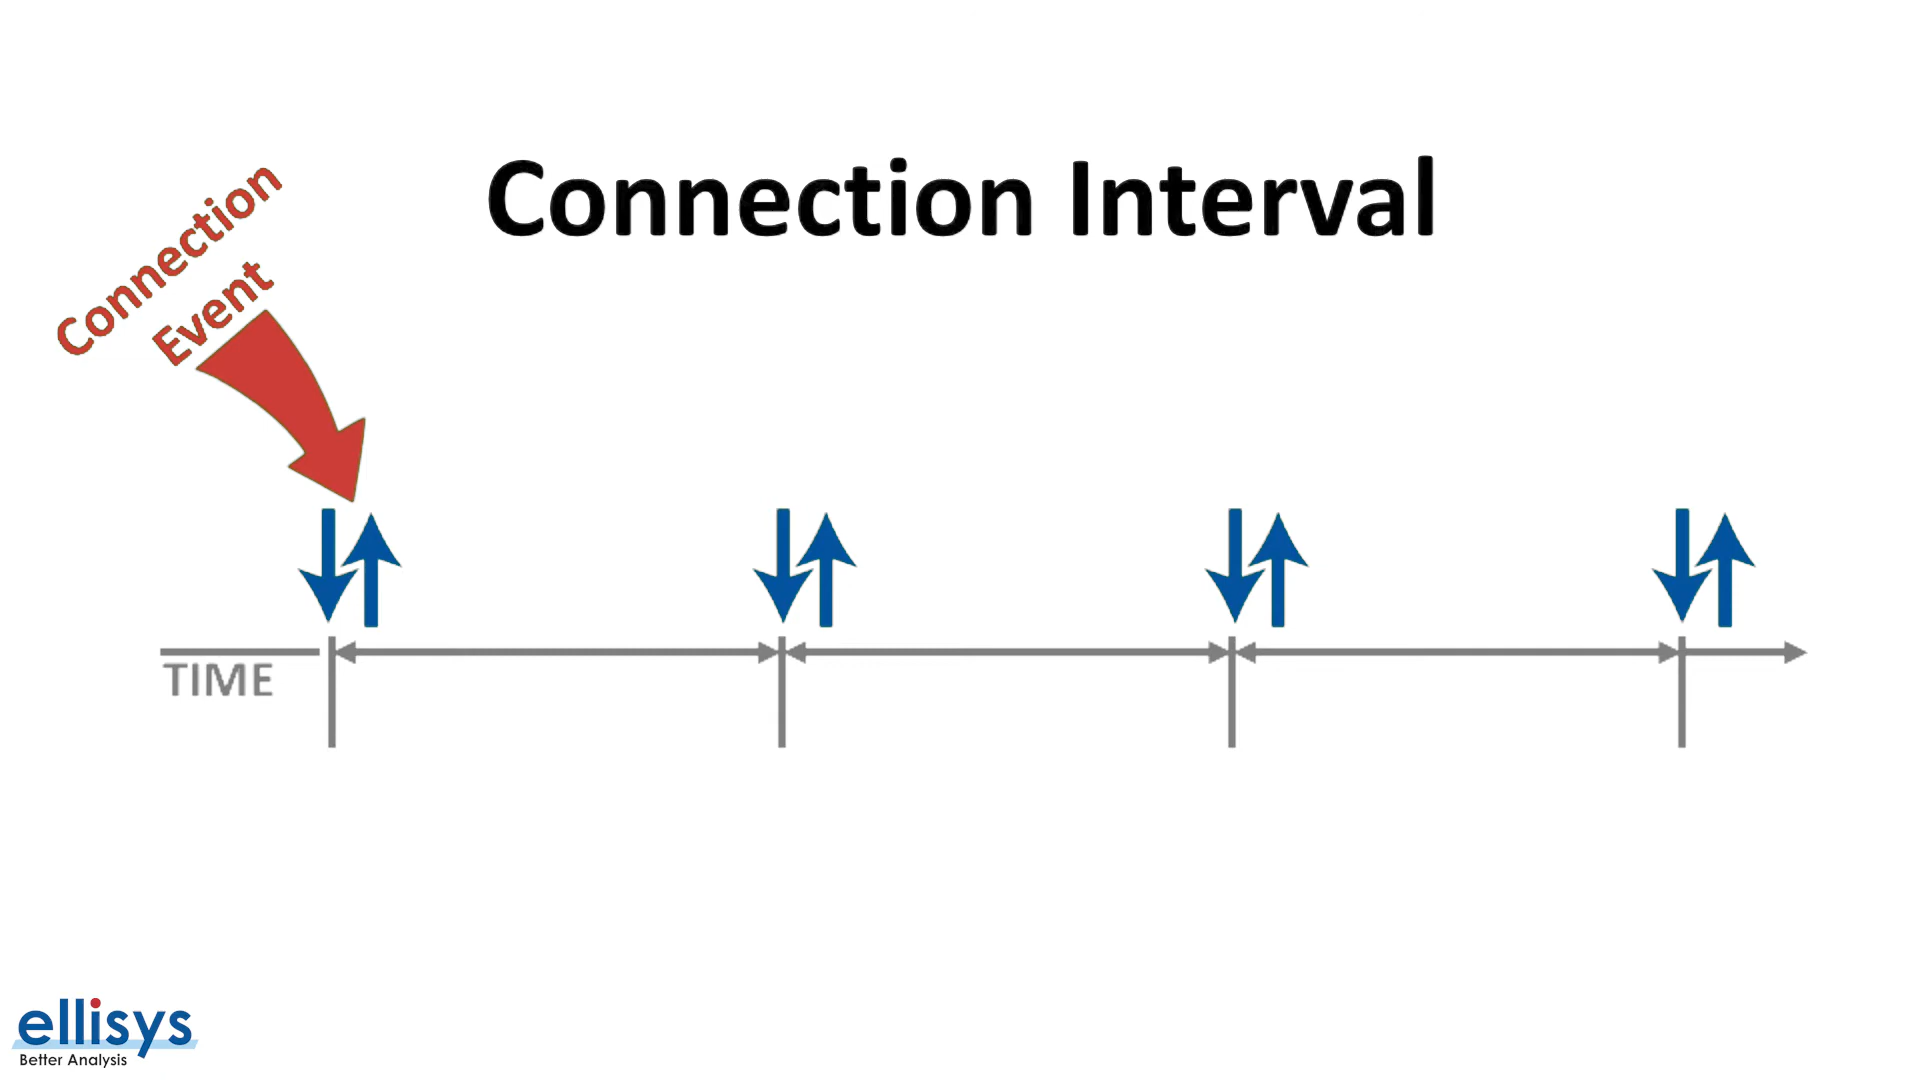 Connection Interval
Connection
Event
TIME
ellisys
Better Analysis